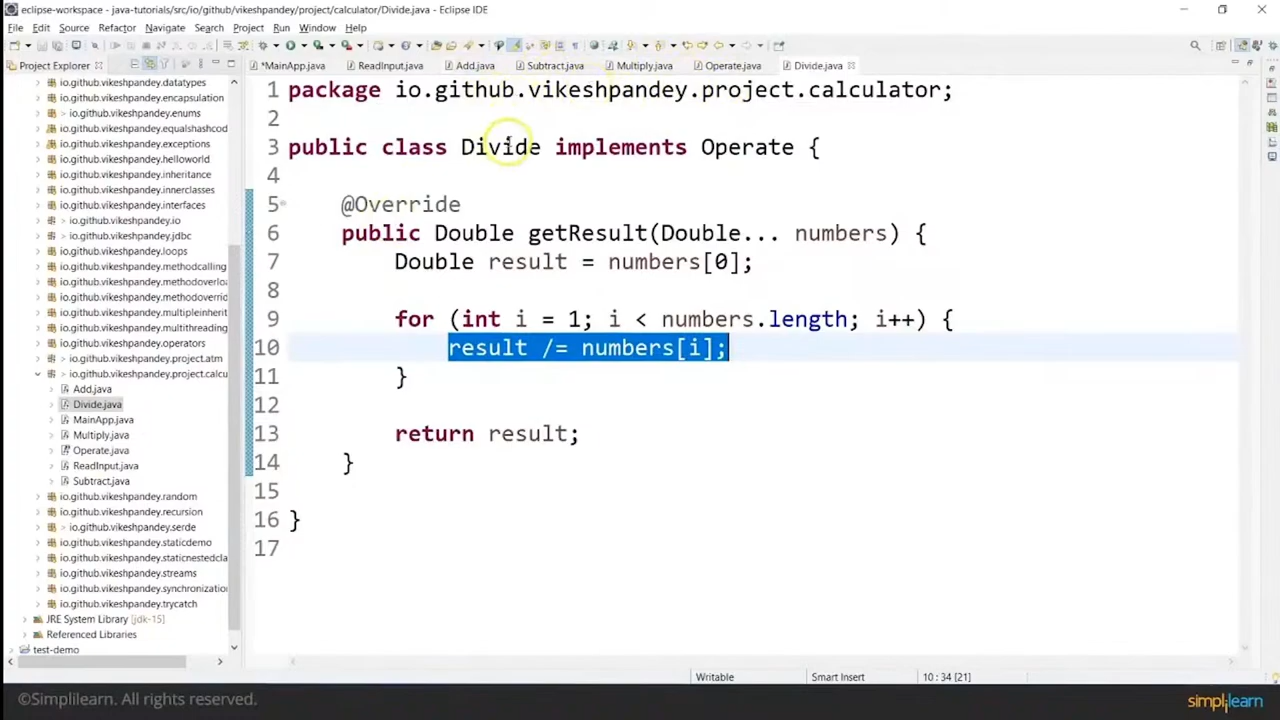 eclipse-workspace - java-tutorials/src/io/github/vikeshpandey/project/calculator/Divide.java - Eclipse IDE
File Edit Source Refactor Navigate Search Project Run Window Help
Project Explorer
*MainApp.java ReadInput.java Add.java Subtract.java Multiply.java Operate.java Divide.java
io.github.vikeshpandey.datatypes
io.github.vikeshpandey.encapsulation
> io.github.vikeshpandey.enums
io.github.vikeshpandey.equalshashcod
> io.github.vikeshpandey.exceptions
io.github.vikeshpandey.helloworld
io.github.vikeshpandey.inheritance
io.github.vikeshpandey.innerclasses
io.github.vikeshpandey.interfaces
> io.github.vikeshpandey.io
> io.github.vikeshpandey.jdbc
io.github.vikeshpandey.loops
io.github.vikeshpandey.methodcalling
io.github.vikeshpandey.methodoverloa
io.github.vikeshpandey.methodoverrid
io.github.vikeshpandey.multipleinherit
io.github.vikeshpandey.multithreading
io.github.vikeshpandey.operators
> io.github.vikeshpandey.project.atm
io.github.vikeshpandey.project.calcu
Add.java
Divide.java
MainApp.java
Multiply.java
Operate.java
ReadInput.java
Subtract.java
io.github.vikeshpandey.random
io.github.vikeshpandey.recursion
> io.github.vikeshpandey.serde
io.github.vikeshpandey.staticdemo
io.github.vikeshpandey.staticnestedcla
io.github.vikeshpandey.streams
io.github.vikeshpandey.synchronizatio
io.github.vikeshpandey.trycatch
JRE System Library [jdk-15]
Referenced Libraries
test-demo
1 package io.github.vikeshpandey.project.calculator;
2
3 public class Divide implements Operate {
4
5 @Override
6 public Double getResult(Double... numbers) {
7 Double result = numbers[0];
8
9 for (int i = 1; i < numbers.length; i++) {
10 result /= numbers[i];
11 }
12
13 return result;
14 }
15
16 }
17
Writable Smart Insert 10 : 34 [21]
©Simplilearn. All rights reserved.
simplilearn